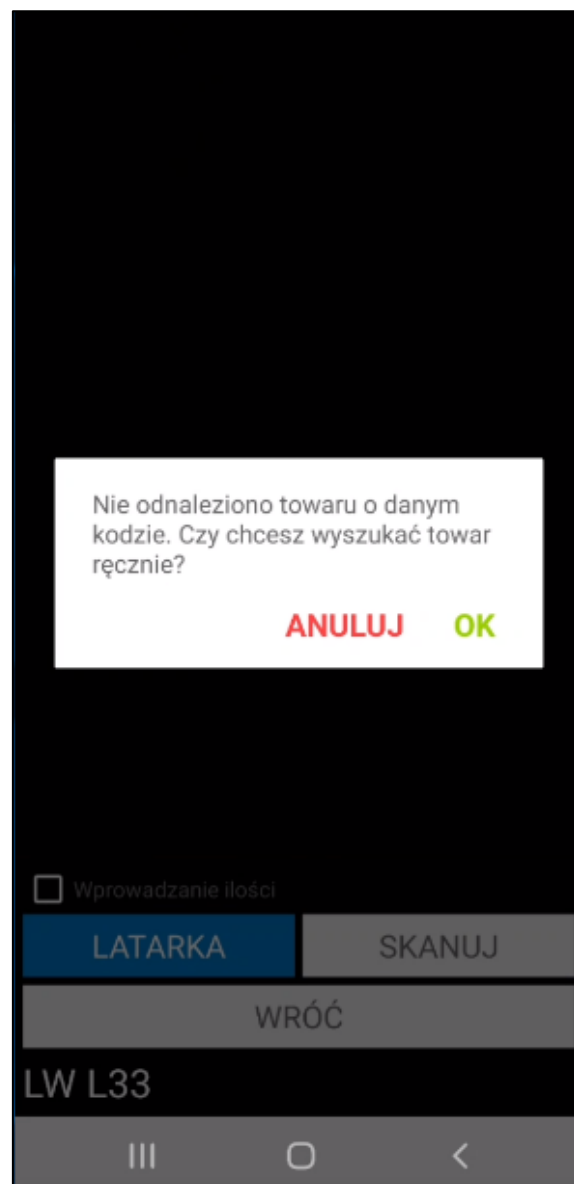 Nie odnaleziono towaru o danym
kodzie. Czy chcesz wyszukać towar
ręcznie?
ANULUJ OK
Wprowadzanie ilości
LATARKA SKANUJ
WRÓĆ
LW L33